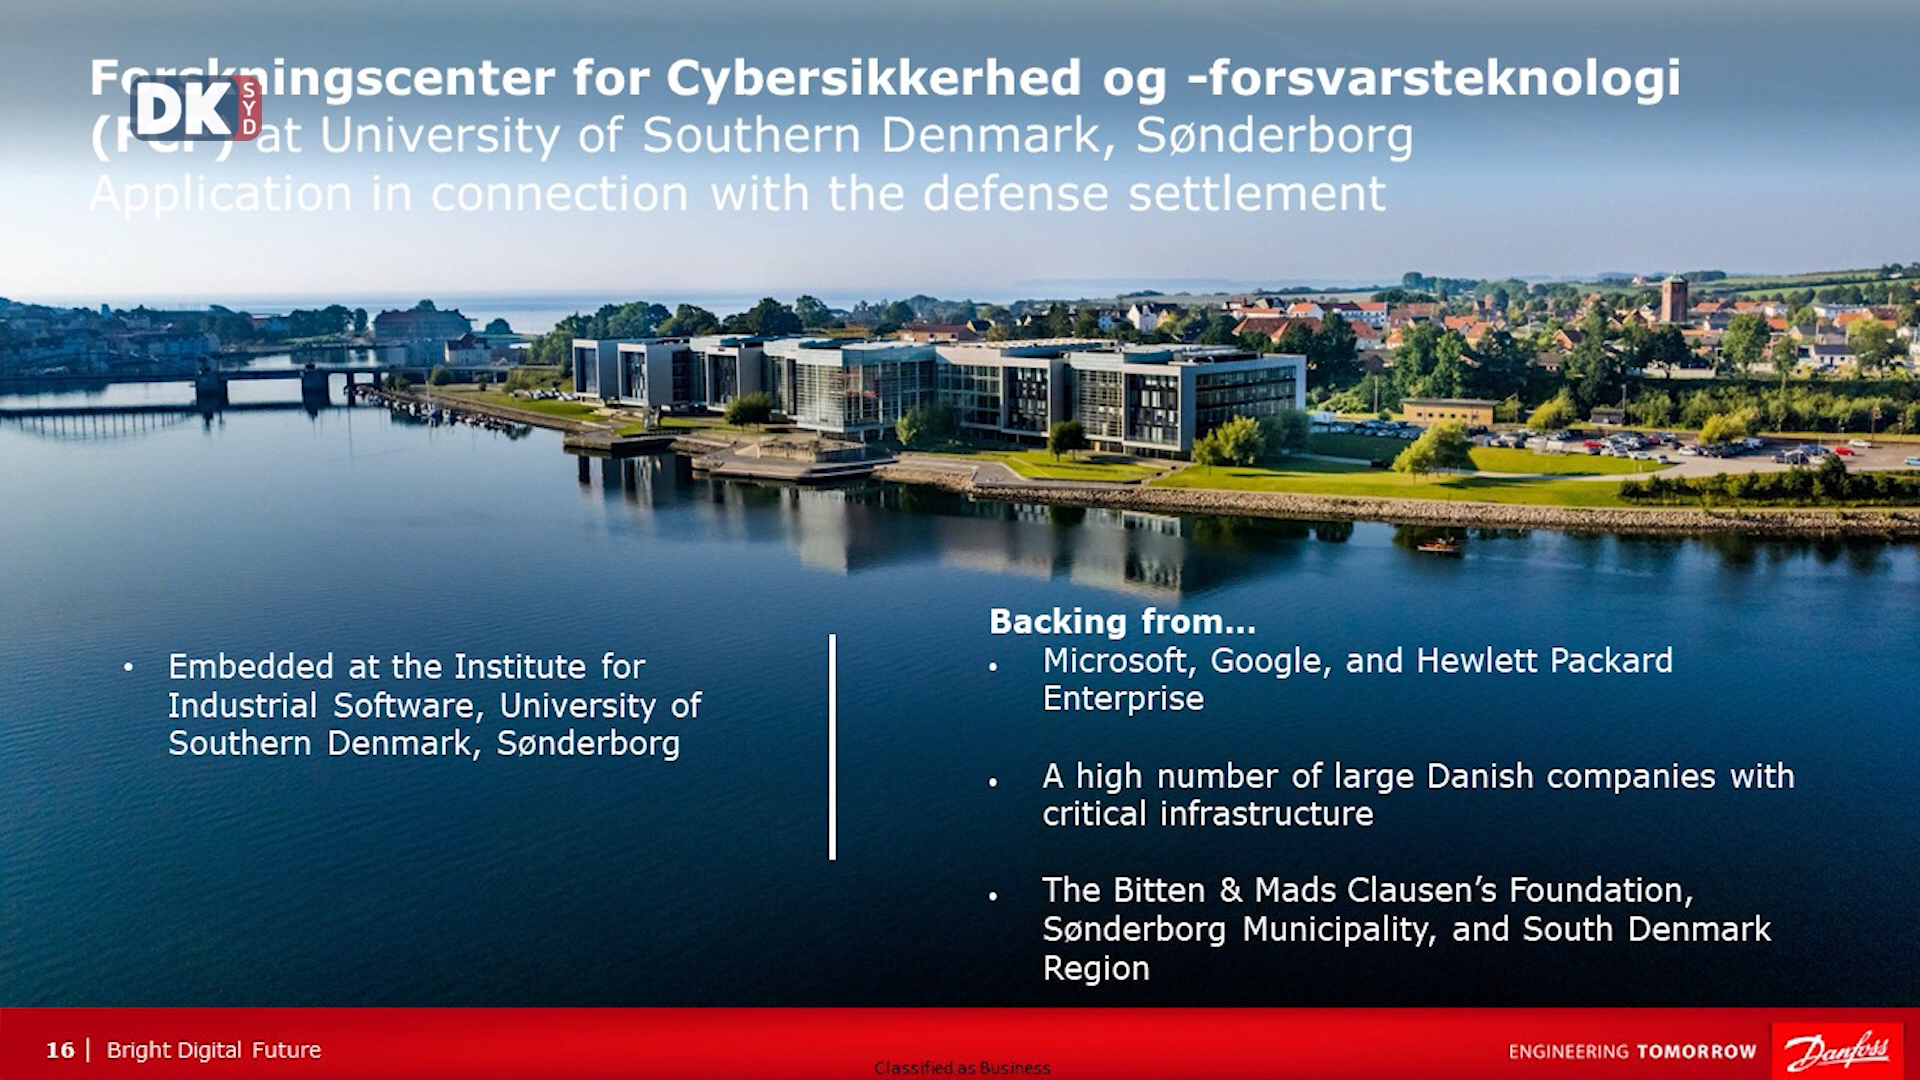 Forskningscenter for Cybersikkerhed og -forsvarsteknologi
at University of Southern Denmark, Sønderborg
Application in connection with the defense settlement
DK
SYD
• Embedded at the Institute for
Industrial Software, University of
Southern Denmark, Sønderborg
Backing from...
• Microsoft, Google, and Hewlett Packard
Enterprise
• A high number of large Danish companies with
critical infrastructure
• The Bitten & Mads Clausen’s Foundation,
Sønderborg Municipality, and South Denmark
Region
16 | Bright Digital Future
Classified as Business
ENGINEERING TOMORROW
Danfoss